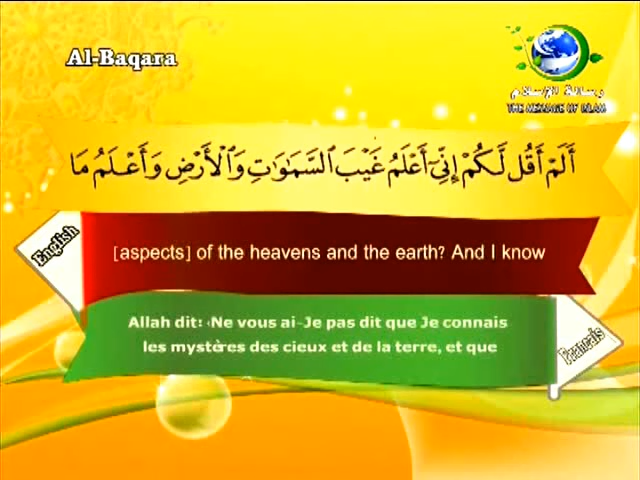 Al-Baqara
رسالة الإسلام
THE MESSAGE OF ISLAM
أَلَمْ أَقُل لَّكُمْ إِنِّىٓ أَعْلَمُ غَيْبَ ٱلسَّمَٰوَٰتِ وَٱلْأَرْضِ وَأَعْلَمُ مَا
English
[aspects] of the heavens and the earth? And I know
Allah dit: ‹Ne vous ai-Je pas dit que Je connais
les mystères des cieux et de la terre, et que
Français